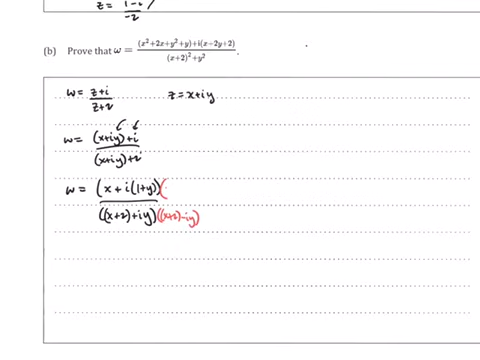 z = -2
(b) Prove that w = ((x²+2x+y²+y)+i(x−2y+2))/((x+2)²+y²).
w = (z+i)/(z+2) z = x+iy
w = ((x+iy)+i)/((x+iy)+2)
w = (x+i(1+y))( / ((x+2)+iy)((x+2)-iy)